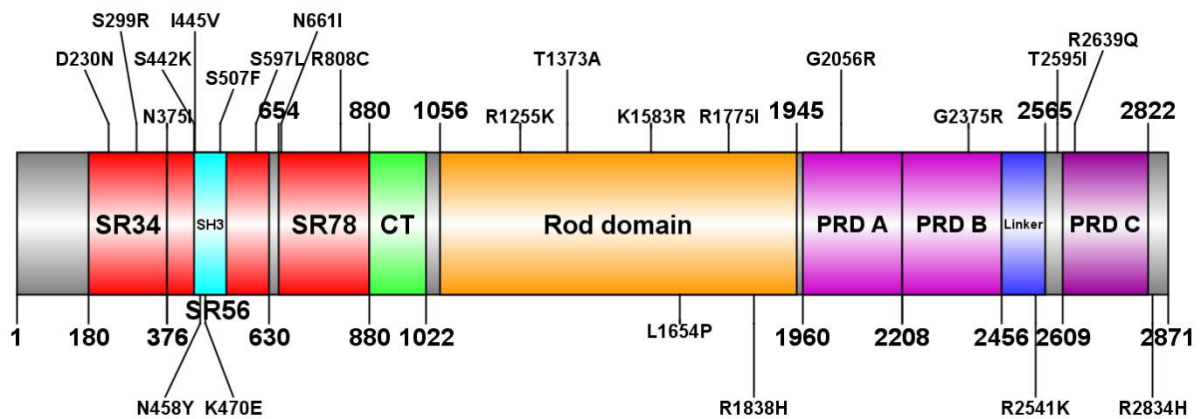 S299R I445V N661I
D230N S442K S507F S597L R808C T1373A G2056R T2595I R2639Q
N375I 654 880 1056 R1255K K1583R R1775I 1945 G2375R 2565 2822
SR34 SH3 SR78 CT Rod domain PRD A PRD B Linker PRD C
SR56
1 180 376 630 880 1022 L1654P 1960 2208 2456 2609 2871
N458Y K470E R1838H R2541K R2834H